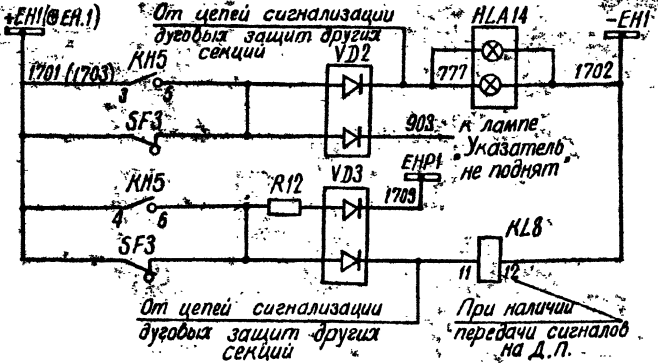 +EH1(⊕EH.1)
От цепей сигнализации
дуговых защит других
секций
HLA14
-EH1
1701 (1703)
KH5
3
5
VD2
777
1702
SF3
903
к лампе
"Указатель
не поднят"
EHP1
KH5
4
6
R12
VD3
1709
SF3
KL8
11
12
От цепей сигнализации
дуговых защит других
секций
При наличии
передачи сигналов
на Д.П.